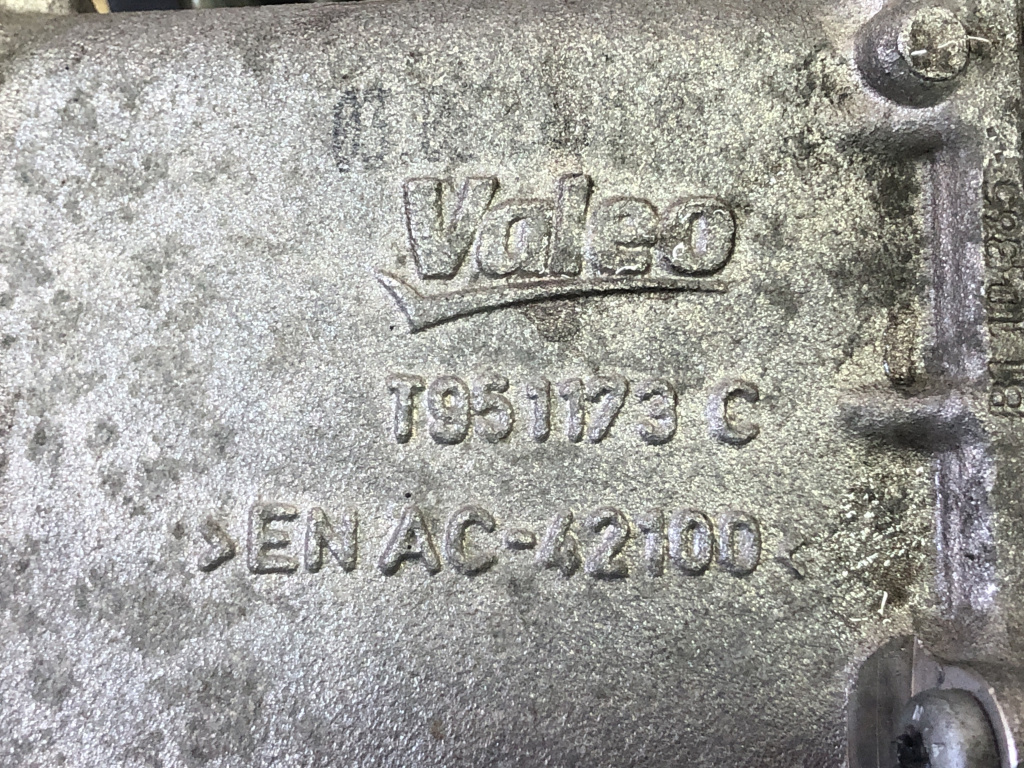 Valeo
T951173 C
>EN AC-42100<